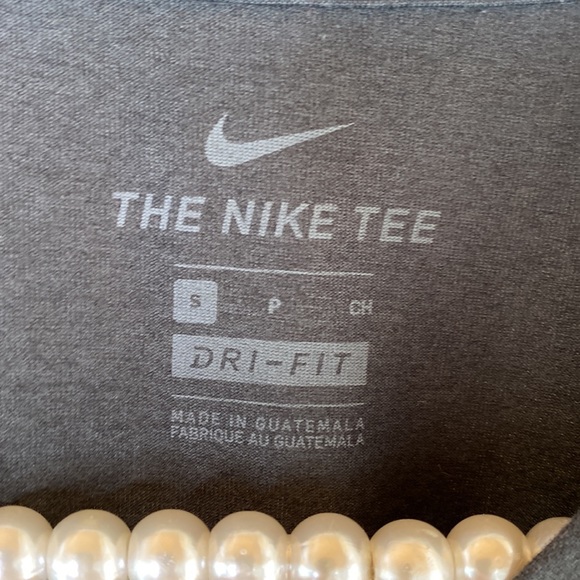 THE NIKE TEE
S P CH
DRI-FIT
MADE IN GUATEMALA
FABRIQUE AU GUATEMALA